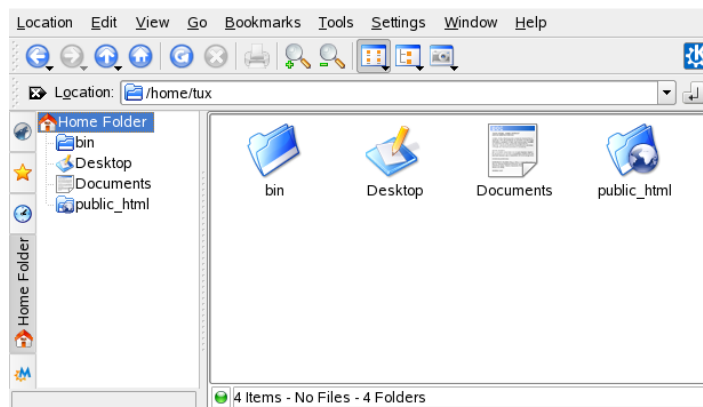 Location Edit View Go Bookmarks Tools Settings Window Help
Location: /home/tux
Home Folder
bin
Desktop
Documents
public_html
Home Folder
bin Desktop Documents public_html
4 Items - No Files - 4 Folders